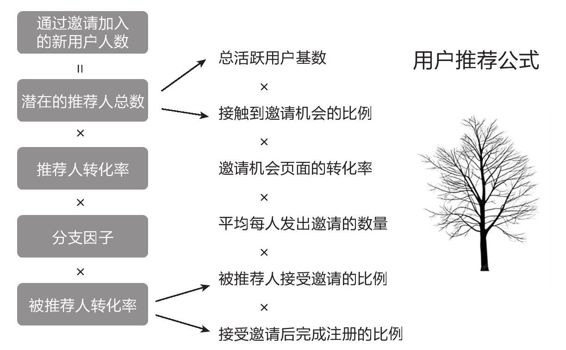 通过邀请加入
的新用户人数
=
潜在的推荐人总数
×
推荐人转化率
×
分支因子
×
被推荐人转化率
总活跃用户基数
×
接触到邀请机会的比例
×
邀请机会页面的转化率
×
平均每人发出邀请的数量
×
被推荐人接受邀请的比例
×
接受邀请后完成注册的比例
用户推荐公式